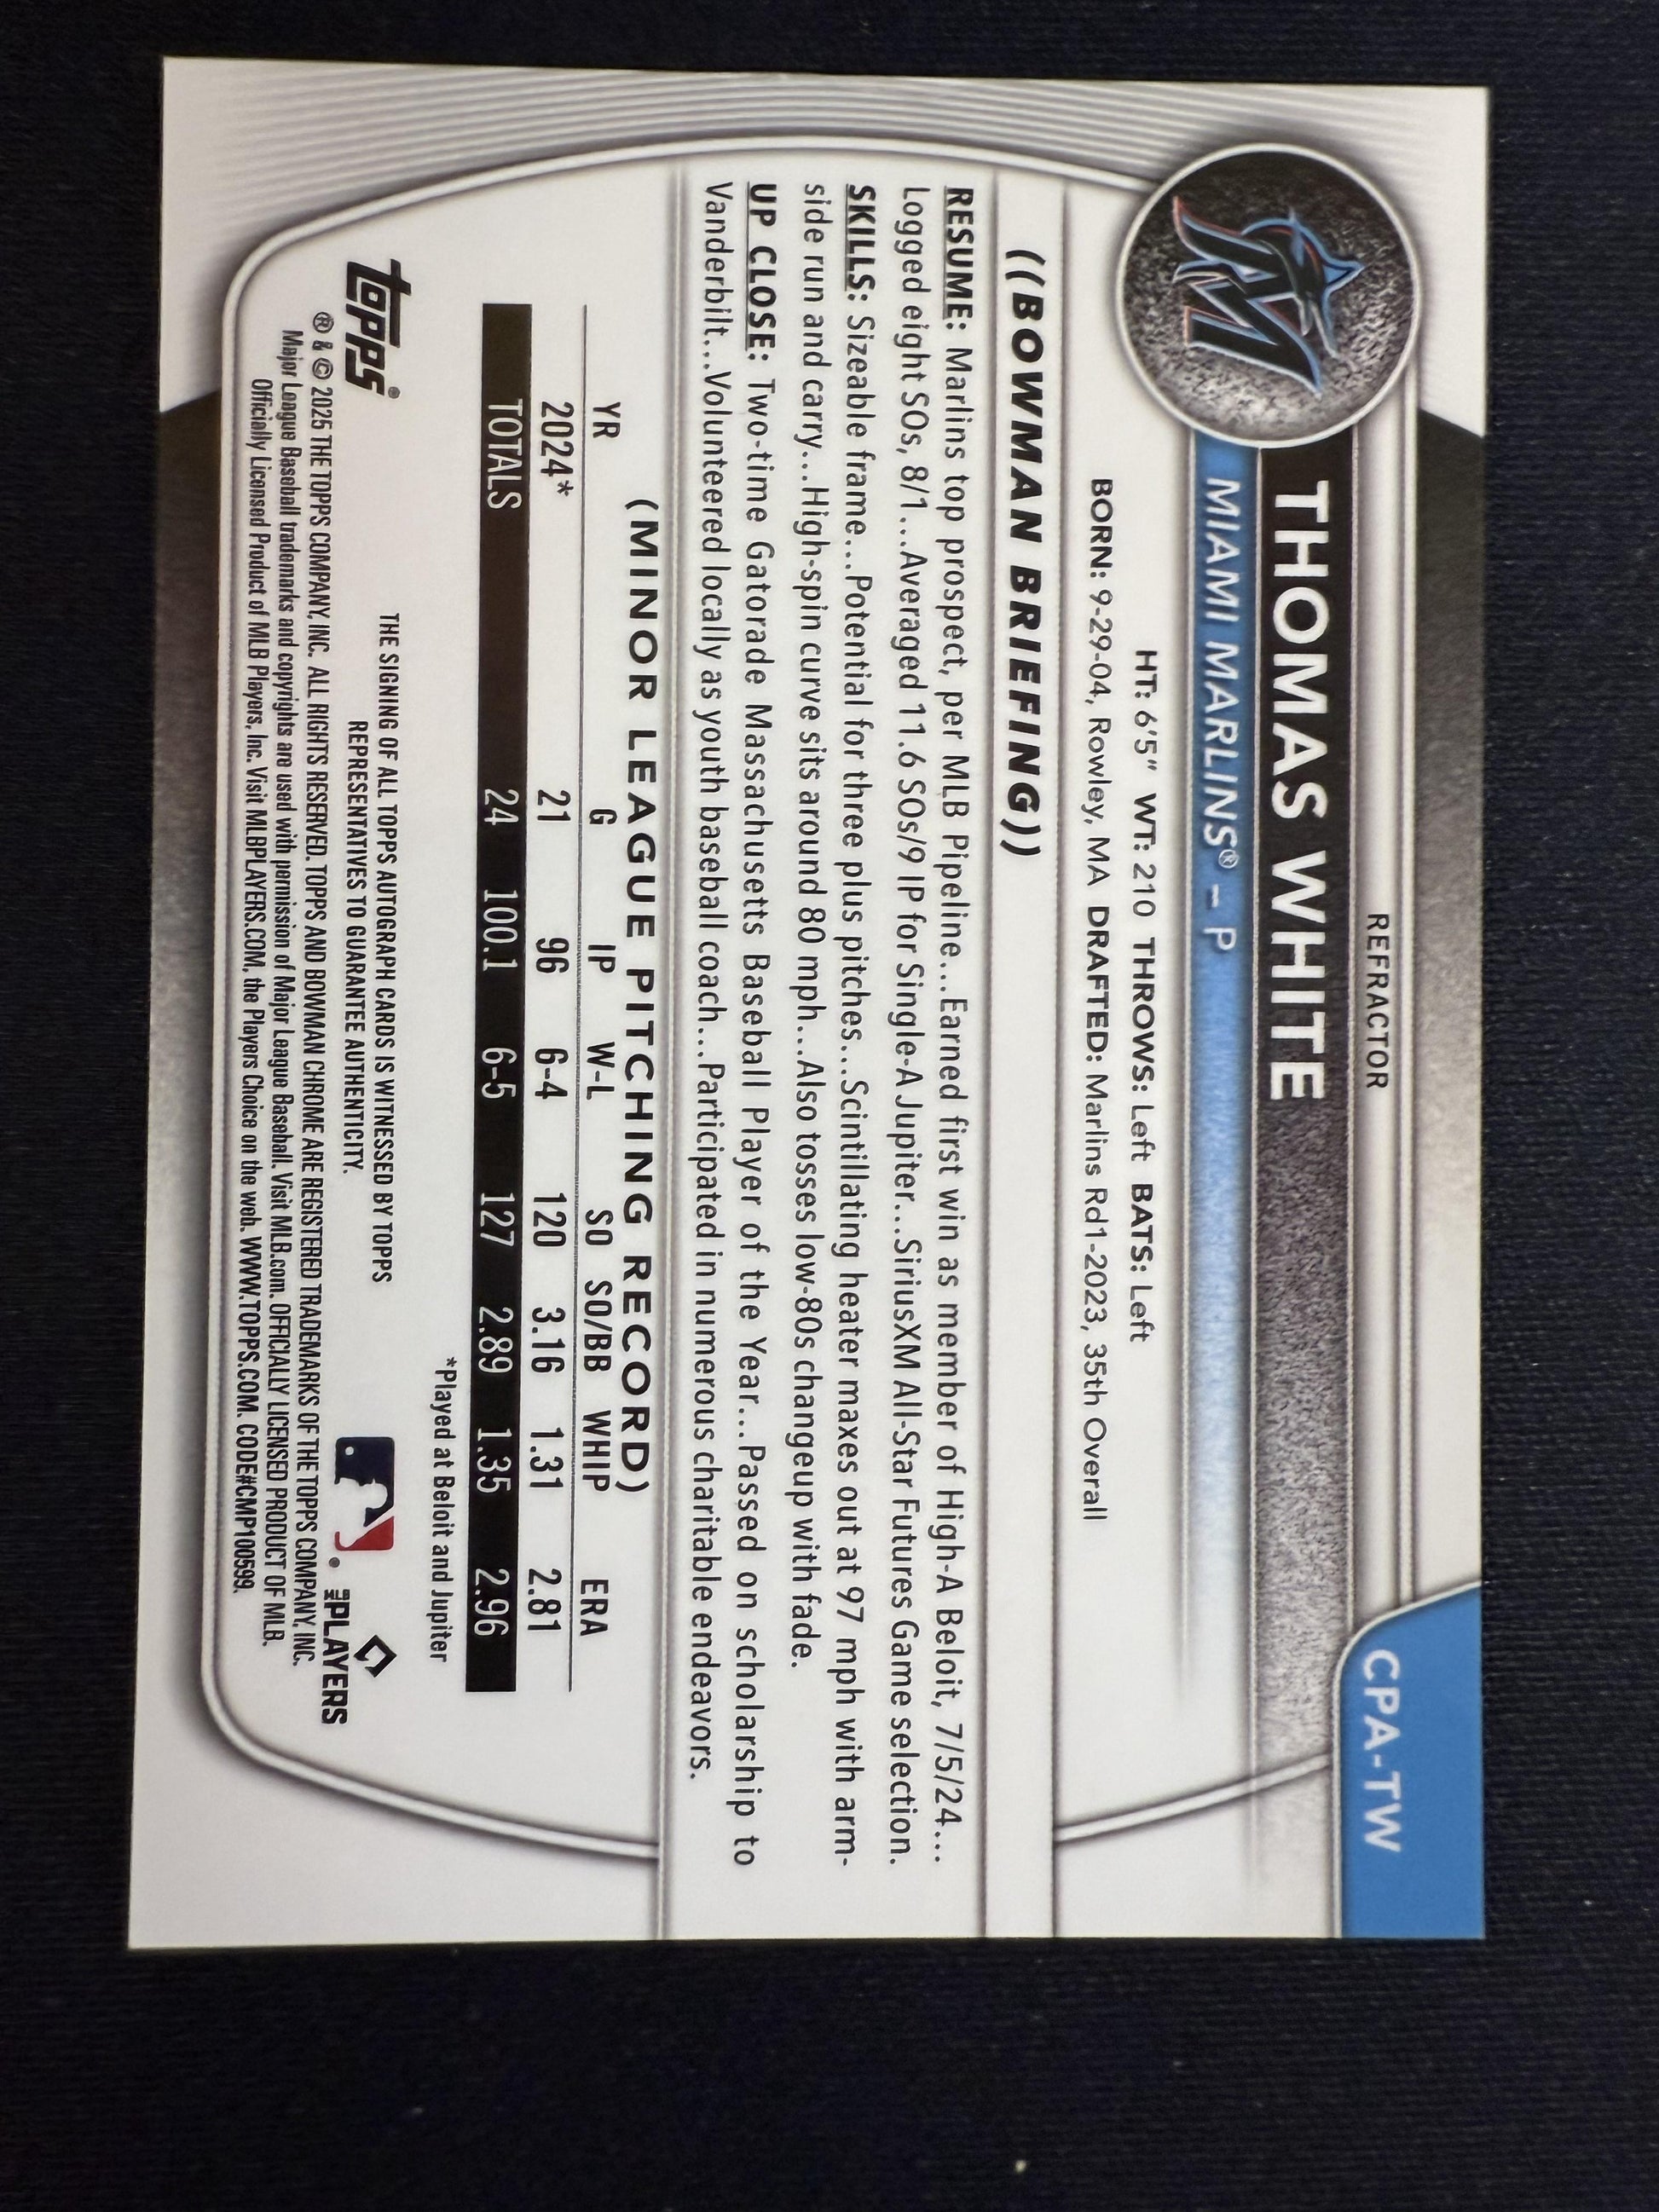 REFRACTOR
CPA-TW
THOMAS WHITE
MIAMI MARLINS® – P
HT: 6'5" WT: 210 THROWS: Left BATS: Left
BORN: 9-29-04, Rowley, MA DRAFTED: Marlins Rd1-2023, 35th Overall
((BOWMAN BRIEFING))
RESUME: Marlins top prospect, per MLB Pipeline...Earned first win as member of High-A Beloit, 7/5/24...
Logged eight SOs, 8/1....Averaged 11.6 SOs/9 IP for Single-A Jupiter...SiriusXM All-Star Futures Game selection.
SKILLS: Sizeable frame...Potential for three plus pitches...Scintillating heater maxes out at 97 mph with arm-
side run and carry...High-spin curve sits around 80 mph...Also tosses low-80s changeup with fade.
UP CLOSE: Two-time Gatorade Massachusetts Baseball Player of the Year...Passed on scholarship to
Vanderbilt...Volunteered locally as youth baseball coach...Participated in numerous charitable endeavors.
(MINOR LEAGUE PITCHING RECORD)
YR G IP W-L SO SO/BB WHIP ERA
2024* 21 96 6-4 120 3.16 1.31 2.81
TOTALS 24 100.1 6-5 127 2.89 1.35 2.96
*Played at Beloit and Jupiter
topps®
THE SIGNING OF ALL TOPPS AUTOGRAPH CARDS IS WITNESSED BY TOPPS
REPRESENTATIVES TO GUARANTEE AUTHENTICITY.
MLB PLAYERS
® & © 2025 THE TOPPS COMPANY, INC. ALL RIGHTS RESERVED. TOPPS AND BOWMAN CHROME ARE REGISTERED TRADEMARKS OF THE TOPPS COMPANY, INC.
Major League Baseball trademarks and copyrights are used with permission of Major League Baseball. Visit MLB.com. OFFICIALLY LICENSED PRODUCT OF MLB.
Officially Licensed Product of MLB Players, Inc. Visit MLBPLAYERS.COM, the Players Choice on the web. WWW.TOPPS.COM. CODE#CMP100599.